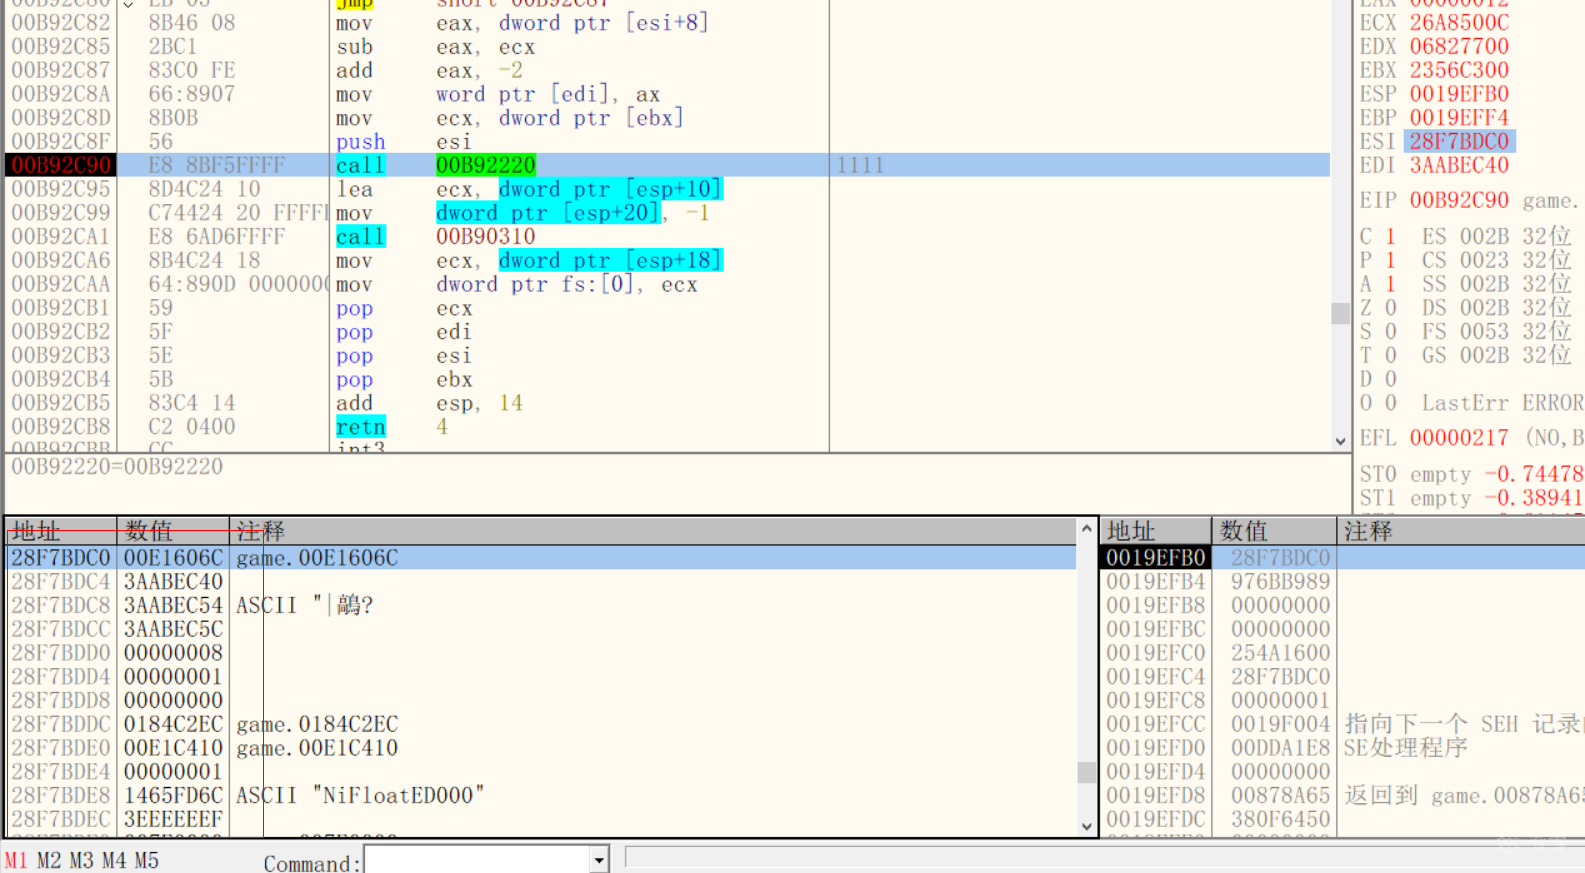 00B92C82 8B46 08 mov eax, dword ptr [esi+8]
00B92C85 2BC1 sub eax, ecx
00B92C87 83C0 FE add eax, -2
00B92C8A 66:8907 mov word ptr [edi], ax
00B92C8D 8B0B mov ecx, dword ptr [ebx]
00B92C8F 56 push esi
00B92C90 E8 8BF5FFFF call 00B92220 1111
00B92C95 8D4C24 10 lea ecx, dword ptr [esp+10]
00B92C99 C74424 20 FFFFI mov dword ptr [esp+20], -1
00B92CA1 E8 6AD6FFFF call 00B90310
00B92CA6 8B4C24 18 mov ecx, dword ptr [esp+18]
00B92CAA 64:890D 0000000 mov dword ptr fs:[0], ecx
00B92CB1 59 pop ecx
00B92CB2 5F pop edi
00B92CB3 5E pop esi
00B92CB4 5B pop ebx
00B92CB5 83C4 14 add esp, 14
00B92CB8 C2 0400 retn 4
00B92CBB CC int3
00B92220=00B92220
ECX 26A8500C
EDX 06827700
EBX 2356C300
ESP 0019EFB0
EBP 0019EFF4
ESI 28F7BDC0
EDI 3AABEC40
EIP 00B92C90 game.
C 1 ES 002B 32位
P 1 CS 0023 32位
A 1 SS 002B 32位
Z 0 DS 002B 32位
S 0 FS 0053 32位
T 0 GS 002B 32位
D 0
O 0 LastErr ERROR
EFL 00000217 (NO,B
ST0 empty -0.74478
ST1 empty -0.38941
地址 数值 注释
28F7BDC0 00E1606C game.00E1606C
28F7BDC4 3AABEC40
28F7BDC8 3AABEC54 ASCII "|鷊?
28F7BDCC 3AABEC5C
28F7BDD0 00000008
28F7BDD4 00000001
28F7BDD8 00000000
28F7BDDC 0184C2EC game.0184C2EC
28F7BDE0 00E1C410 game.00E1C410
28F7BDE4 00000001
28F7BDE8 1465FD6C ASCII "NiFloatED000"
28F7BDEC 3EEEEEEF
地址 数值 注释
0019EFB0 28F7BDC0
0019EFB4 976BB989
0019EFB8 00000000
0019EFBC 00000000
0019EFC0 254A1600
0019EFC4 28F7BDC0
0019EFC8 00000001
0019EFCC 0019F004 指向下一个 SEH 记录
0019EFD0 00DDA1E8 SE处理程序
0019EFD4 00000000
0019EFD8 00878A65 返回到 game.00878A65
0019EFDC 380F6450
M1 M2 M3 M4 M5 Command: